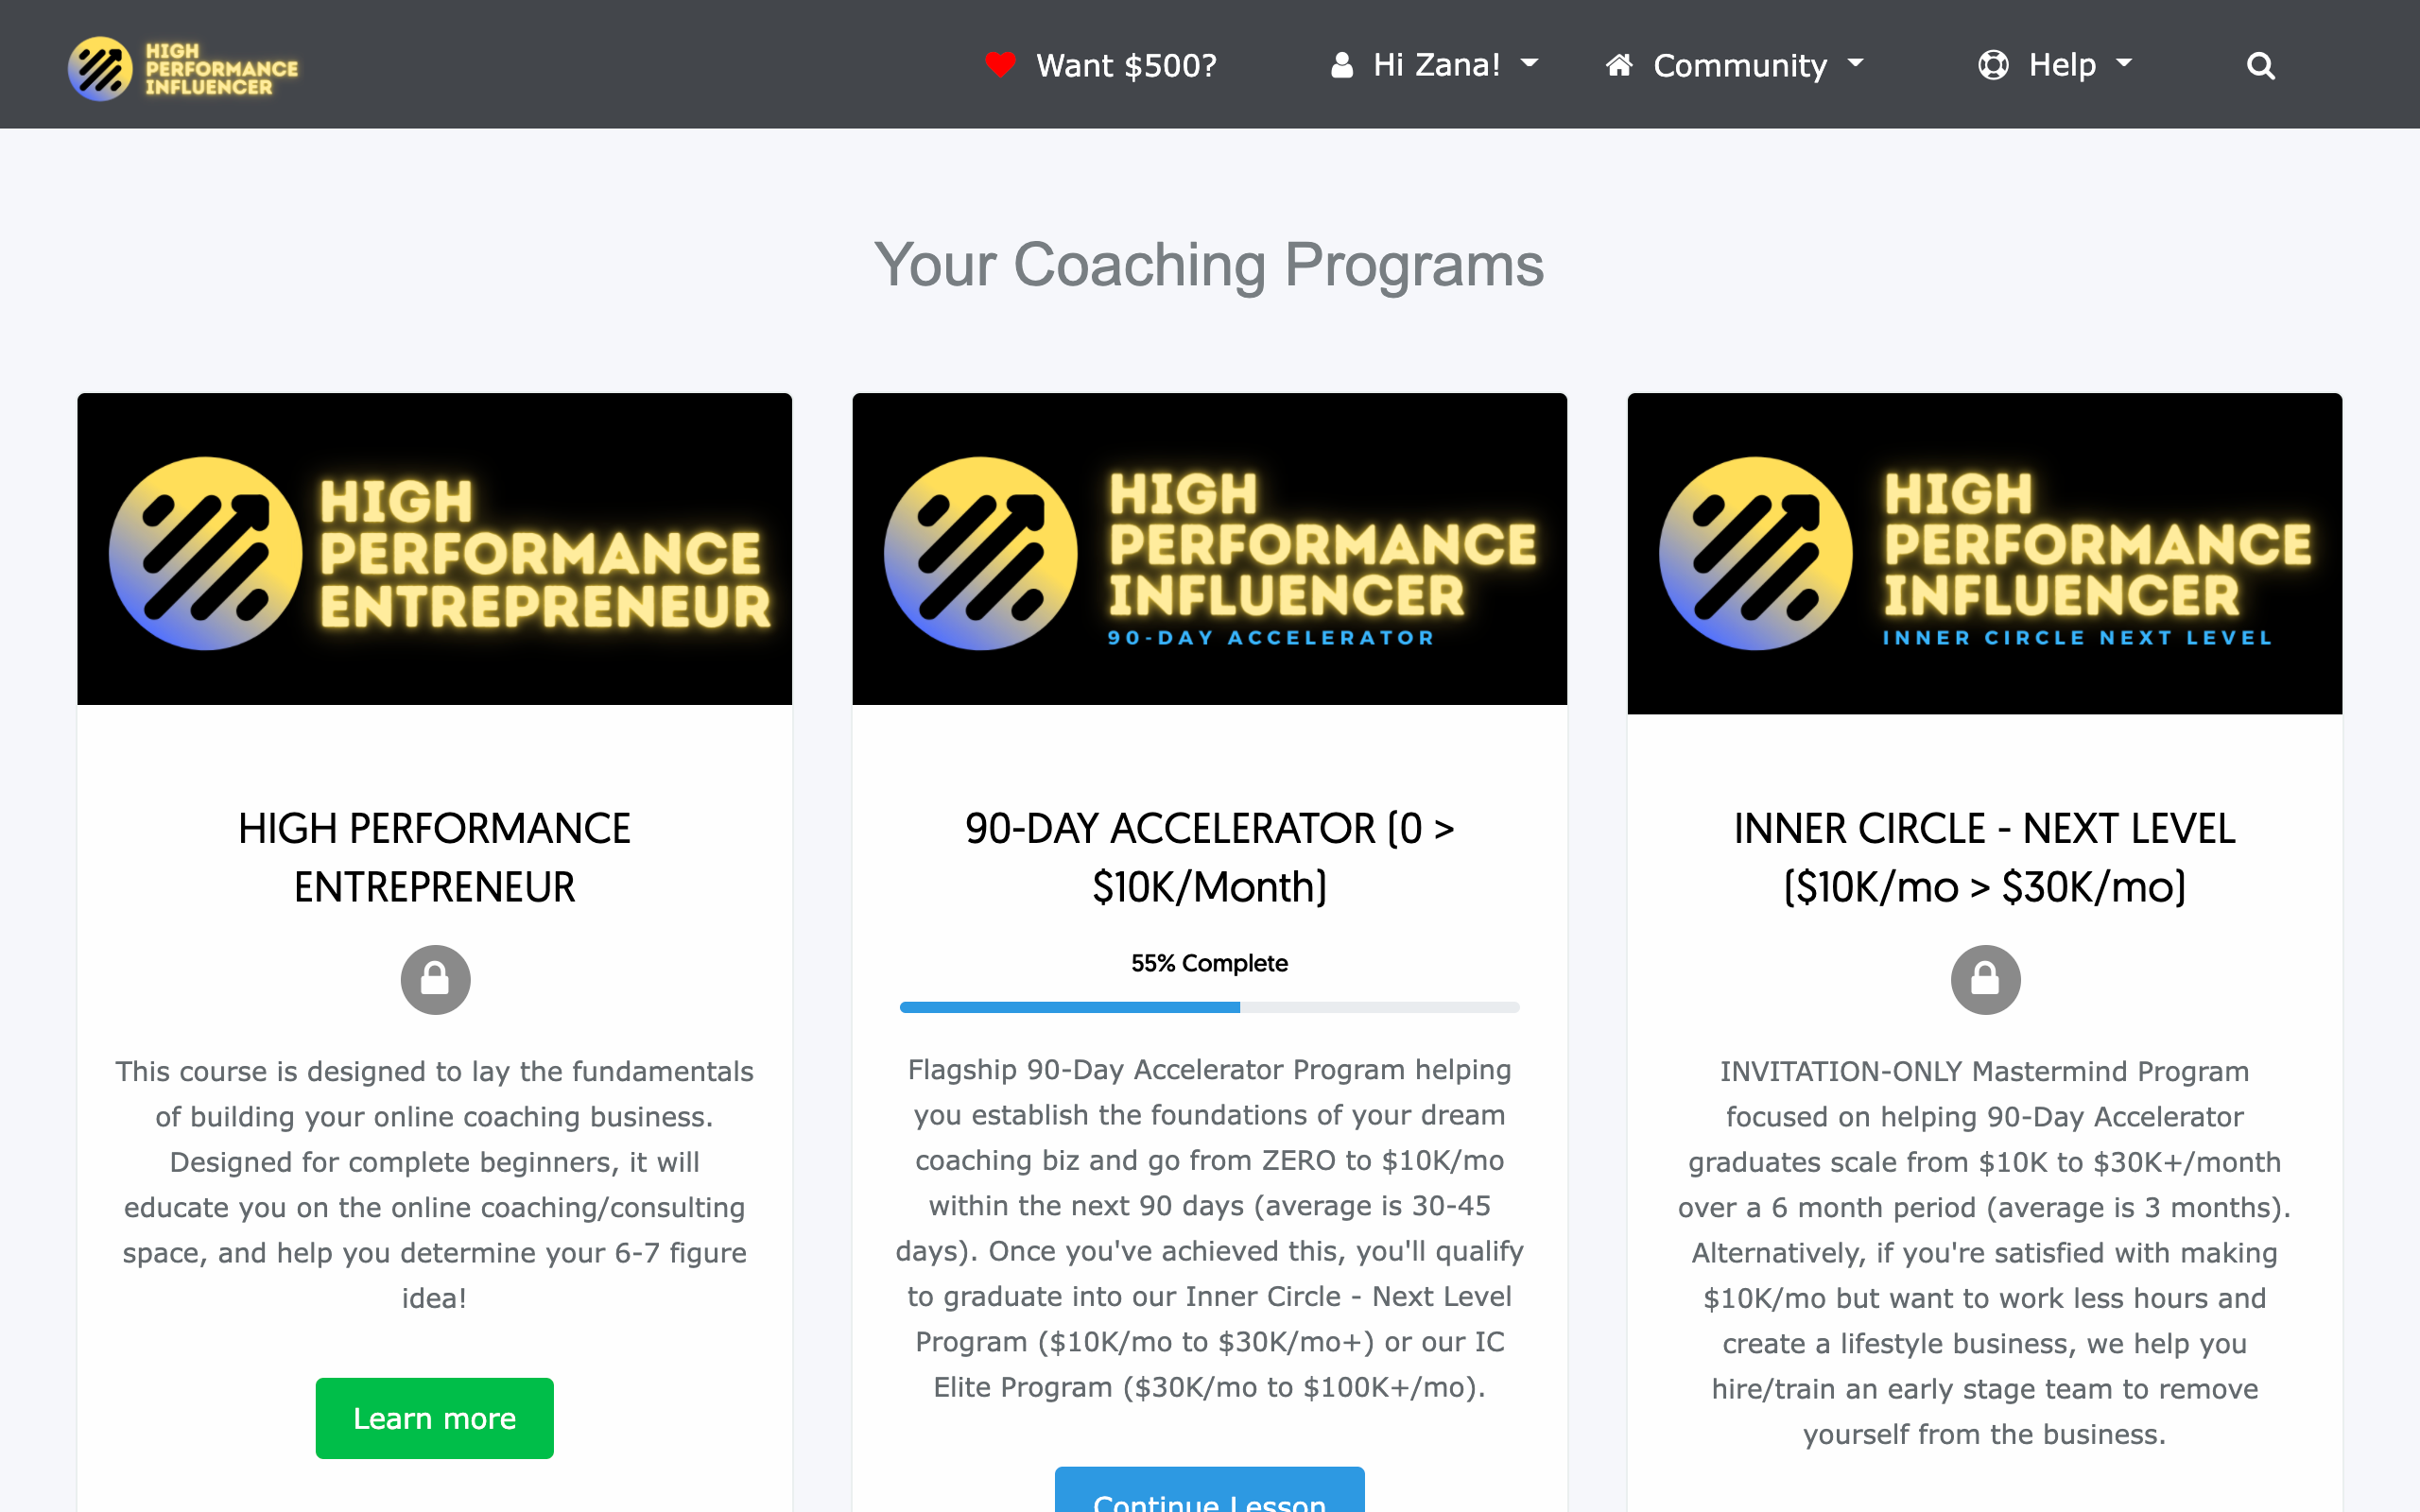 HIGH
PERFORMANCE
INFLUENCER
Want $500?
Hi Zana!
Community
Help
Your Coaching Programs
HIGH
PERFORMANCE
ENTREPRENEUR
HIGH PERFORMANCE
ENTREPRENEUR
This course is designed to lay the fundamentals
of building your online coaching business.
Designed for complete beginners, it will
educate you on the online coaching/consulting
space, and help you determine your 6-7 figure
idea!
Learn more
HIGH
PERFORMANCE
INFLUENCER
90-DAY ACCELERATOR
90-DAY ACCELERATOR (0 >
$10K/Month)
55% Complete
Flagship 90-Day Accelerator Program helping
you establish the foundations of your dream
coaching biz and go from ZERO to $10K/mo
within the next 90 days (average is 30-45
days). Once you've achieved this, you'll qualify
to graduate into our Inner Circle - Next Level
Program ($10K/mo to $30K/mo+) or our IC
Elite Program ($30K/mo to $100K+/mo).
Continue Lesson
HIGH
PERFORMANCE
INFLUENCER
INNER CIRCLE NEXT LEVEL
INNER CIRCLE - NEXT LEVEL
($10K/mo > $30K/mo)
INVITATION-ONLY Mastermind Program
focused on helping 90-Day Accelerator
graduates scale from $10K to $30K+/month
over a 6 month period (average is 3 months).
Alternatively, if you're satisfied with making
$10K/mo but want to work less hours and
create a lifestyle business, we help you
hire/train an early stage team to remove
yourself from the business.